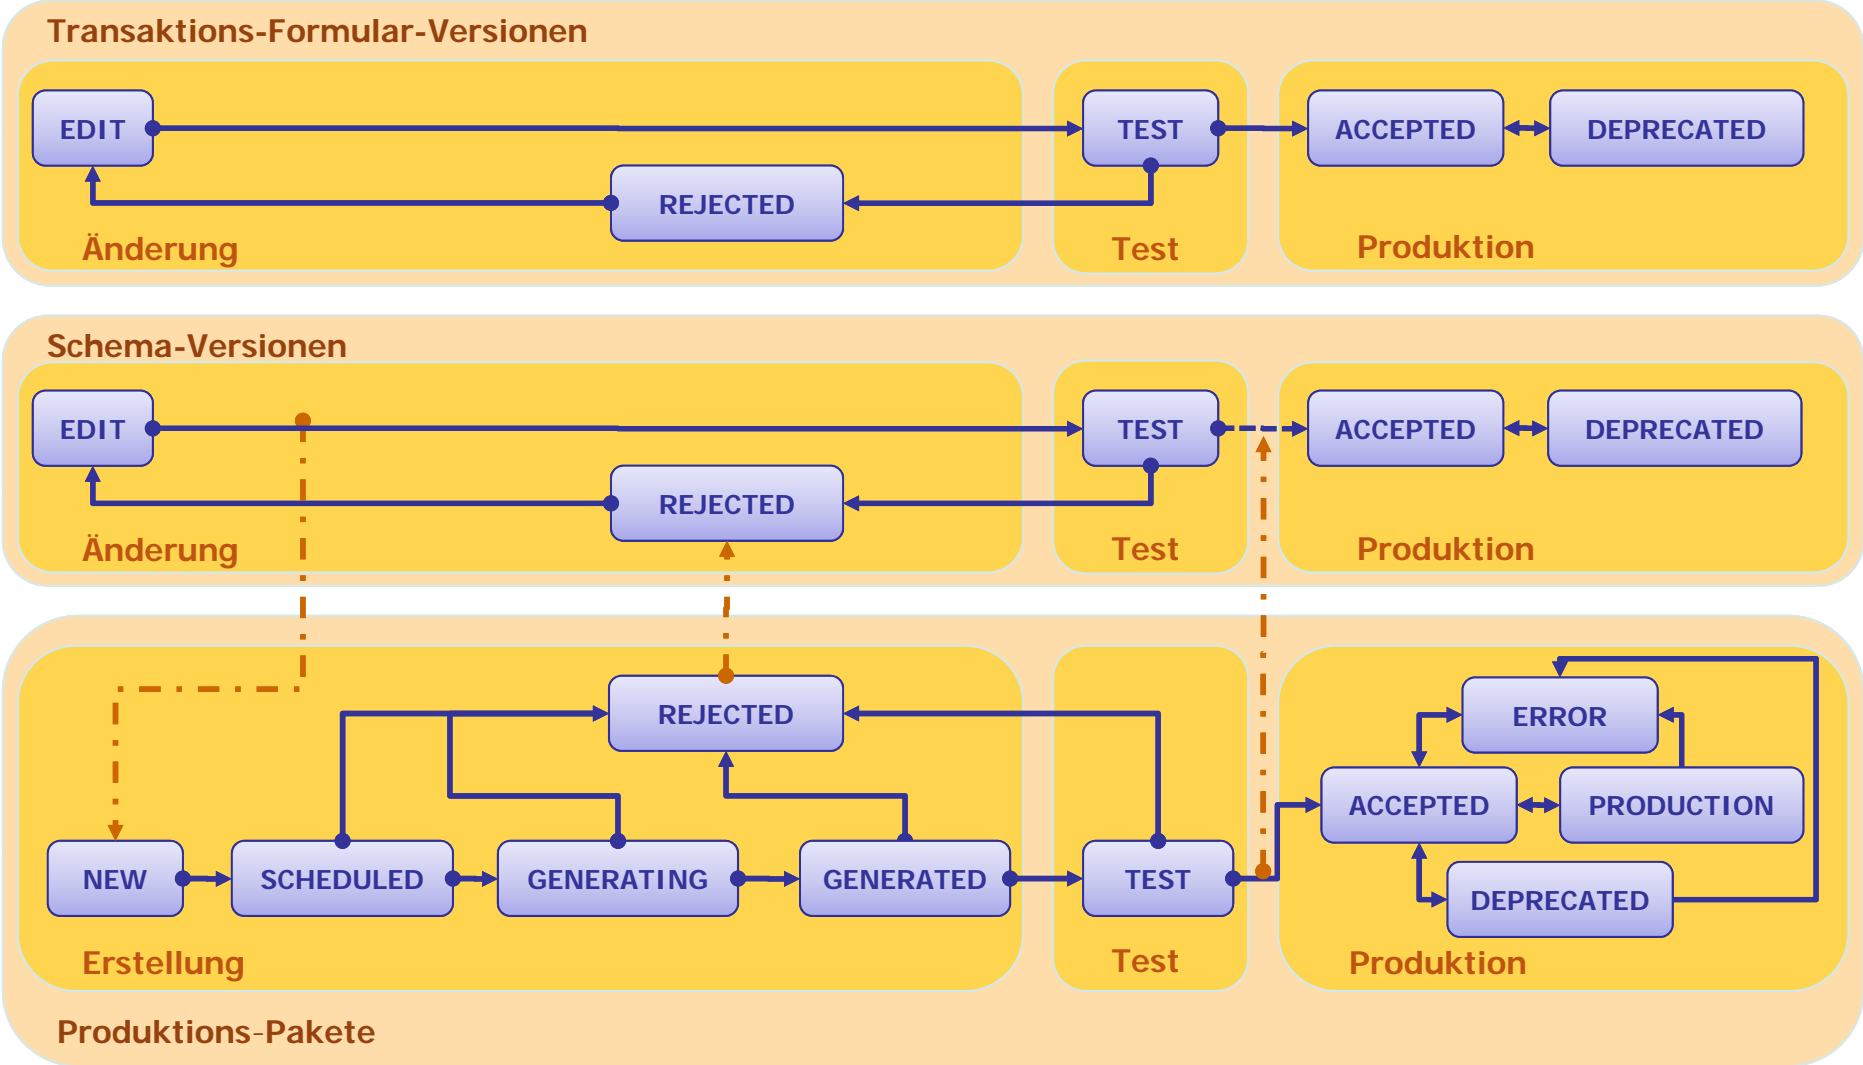 Transaktions-Formular-Versionen
EDIT
TEST
ACCEPTED
DEPRECATED
REJECTED
Änderung
Test
Produktion
Schema-Versionen
EDIT
TEST
ACCEPTED
DEPRECATED
REJECTED
Änderung
Test
Produktion
REJECTED
ERROR
ACCEPTED
PRODUCTION
NEW
SCHEDULED
GENERATING
GENERATED
TEST
DEPRECATED
Erstellung
Test
Produktion
Produktions-Pakete